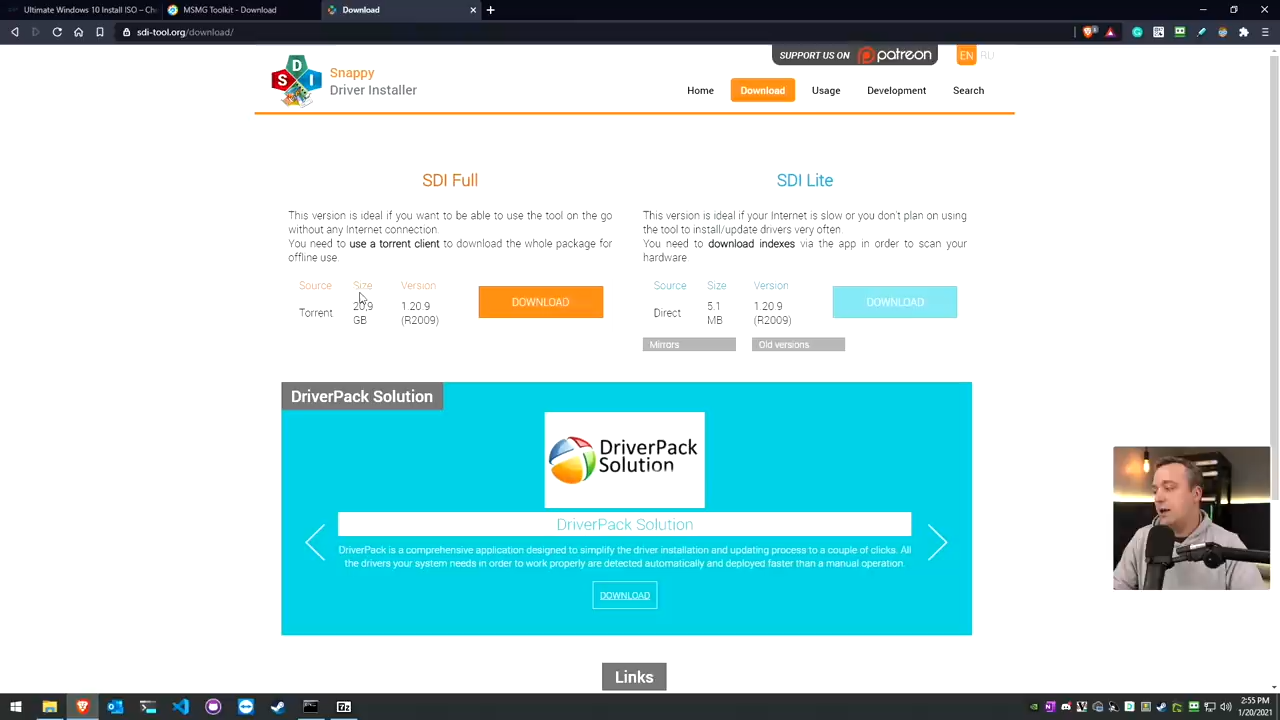 Ultimate Windows 10 Install ISO - Ch
MSMG Toolkit - Download
Download
sdi-tool.org/download/
SUPPORT US ON patreon
EN RU
S D I
Snappy
Driver Installer
Home
Download
Usage
Development
Search
SDI Full
This version is ideal if you want to be able to use the tool on the go
without any Internet connection.
You need to use a torrent client to download the whole package for
offline use.
Source Size Version
Torrent 20,9 GB 1.20.9 (R2009)
DOWNLOAD
SDI Lite
This version is ideal if your Internet is slow or you don't plan on using
the tool to install/update drivers very often.
You need to download indexes via the app in order to scan your
hardware.
Source Size Version
Direct 5.1 MB 1.20.9 (R2009)
DOWNLOAD
Mirrors
Old versions
DriverPack Solution
DriverPack
Solution
DriverPack Solution
DriverPack is a comprehensive application designed to simplify the driver installation and updating process to a couple of clicks. All
the drivers your system needs in order to work properly are detected automatically and deployed faster than a manual operation.
DOWNLOAD
Links
2:55 PM
1/20/2021